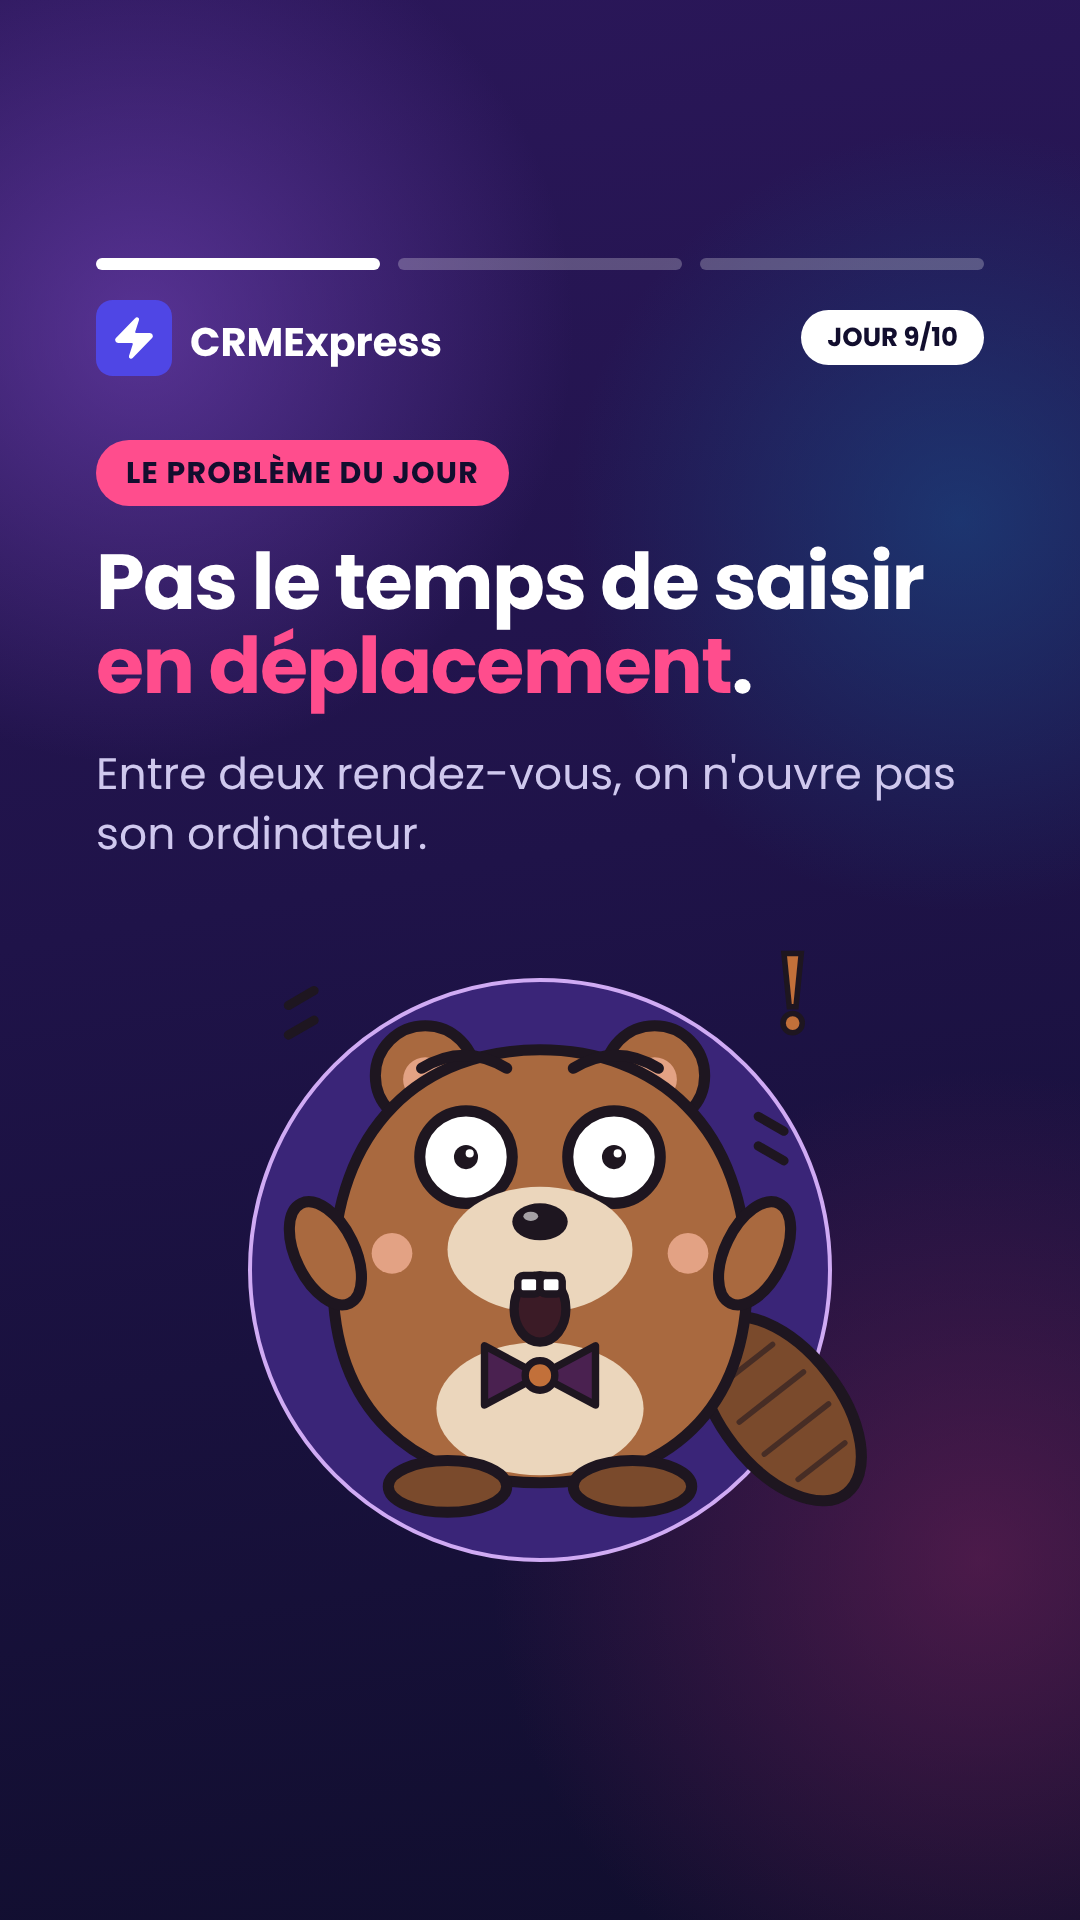 CRMExpress
JOUR 9/10
LE PROBLÈME DU JOUR
Pas le temps de saisir
en déplacement.
Entre deux rendez-vous, on n'ouvre pas
son ordinateur.
!